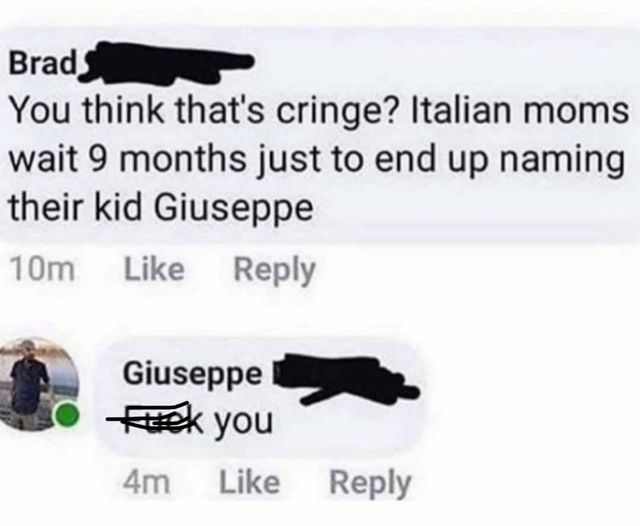 Brad
You think that's cringe? Italian moms
wait 9 months just to end up naming
their kid Giuseppe
10m Like Reply
Giuseppe
Fuck you
4m Like Reply